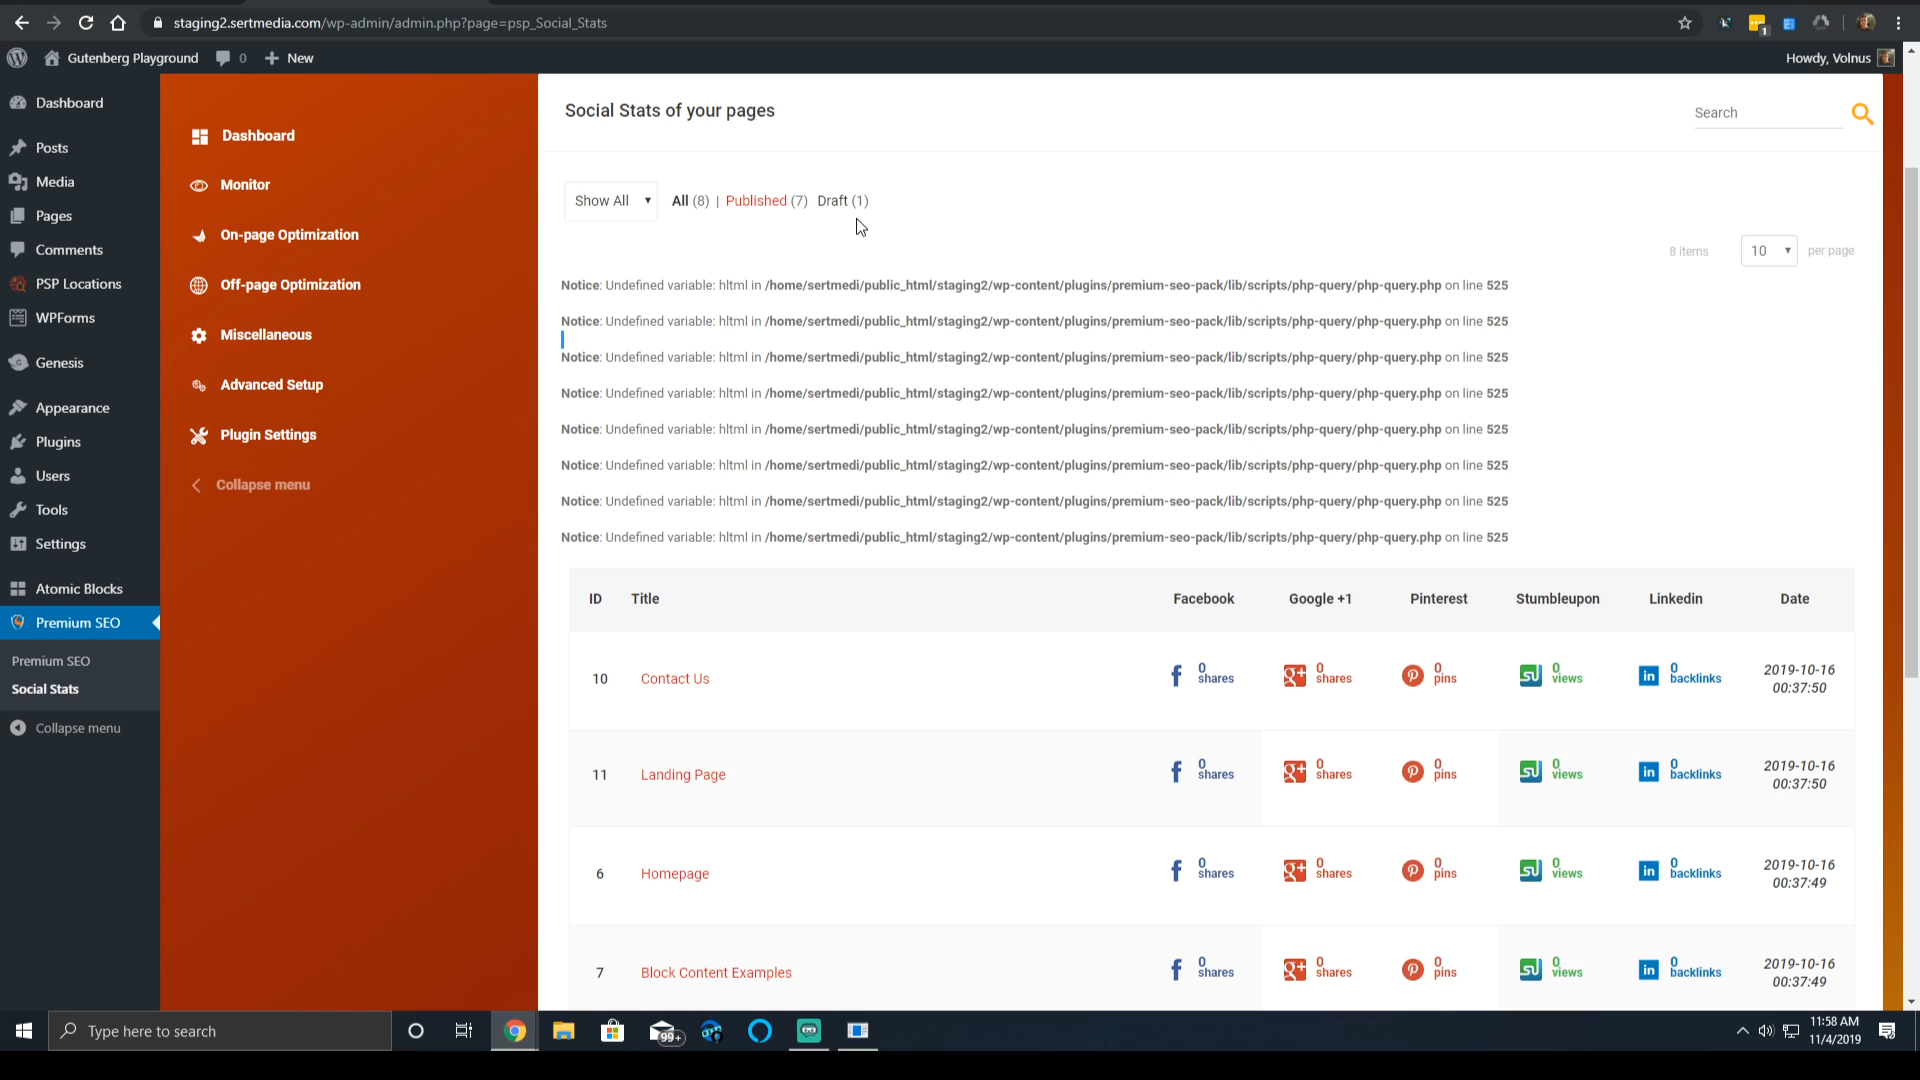 staging2.sertmedia.com/wp-admin/admin.php?page=psp_Social_Stats
1
Gutenberg Playground 0 New
Howdy, Volnus
Dashboard
Posts
Media
Pages
Comments
PSP Locations
WPForms
Genesis
Appearance
Plugins
Users
Tools
Settings
Atomic Blocks
Premium SEO
Premium SEO
Social Stats
Collapse menu
Dashboard
Monitor
On-page Optimization
Off-page Optimization
Miscellaneous
Advanced Setup
Plugin Settings
Collapse menu
Social Stats of your pages
Search
Show All All (8) | Published (7) Draft (1)
8 items 10 per page
Notice: Undefined variable: hltml in /home/sertmedi/public_html/staging2/wp-content/plugins/premium-seo-pack/lib/scripts/php-query/php-query.php on line 525
Notice: Undefined variable: hltml in /home/sertmedi/public_html/staging2/wp-content/plugins/premium-seo-pack/lib/scripts/php-query/php-query.php on line 525
Notice: Undefined variable: hltml in /home/sertmedi/public_html/staging2/wp-content/plugins/premium-seo-pack/lib/scripts/php-query/php-query.php on line 525
Notice: Undefined variable: hltml in /home/sertmedi/public_html/staging2/wp-content/plugins/premium-seo-pack/lib/scripts/php-query/php-query.php on line 525
Notice: Undefined variable: hltml in /home/sertmedi/public_html/staging2/wp-content/plugins/premium-seo-pack/lib/scripts/php-query/php-query.php on line 525
Notice: Undefined variable: hltml in /home/sertmedi/public_html/staging2/wp-content/plugins/premium-seo-pack/lib/scripts/php-query/php-query.php on line 525
Notice: Undefined variable: hltml in /home/sertmedi/public_html/staging2/wp-content/plugins/premium-seo-pack/lib/scripts/php-query/php-query.php on line 525
Notice: Undefined variable: hltml in /home/sertmedi/public_html/staging2/wp-content/plugins/premium-seo-pack/lib/scripts/php-query/php-query.php on line 525
ID Title Facebook Google +1 Pinterest Stumbleupon Linkedin Date
10 Contact Us 0 shares 0 shares 0 pins 0 views 0 backlinks 2019-10-16 00:37:50
11 Landing Page 0 shares 0 shares 0 pins 0 views 0 backlinks 2019-10-16 00:37:50
6 Homepage 0 shares 0 shares 0 pins 0 views 0 backlinks 2019-10-16 00:37:49
7 Block Content Examples 0 shares 0 shares 0 pins 0 views 0 backlinks 2019-10-16 00:37:49
Type here to search
99+
11:58 AM
11/4/2019